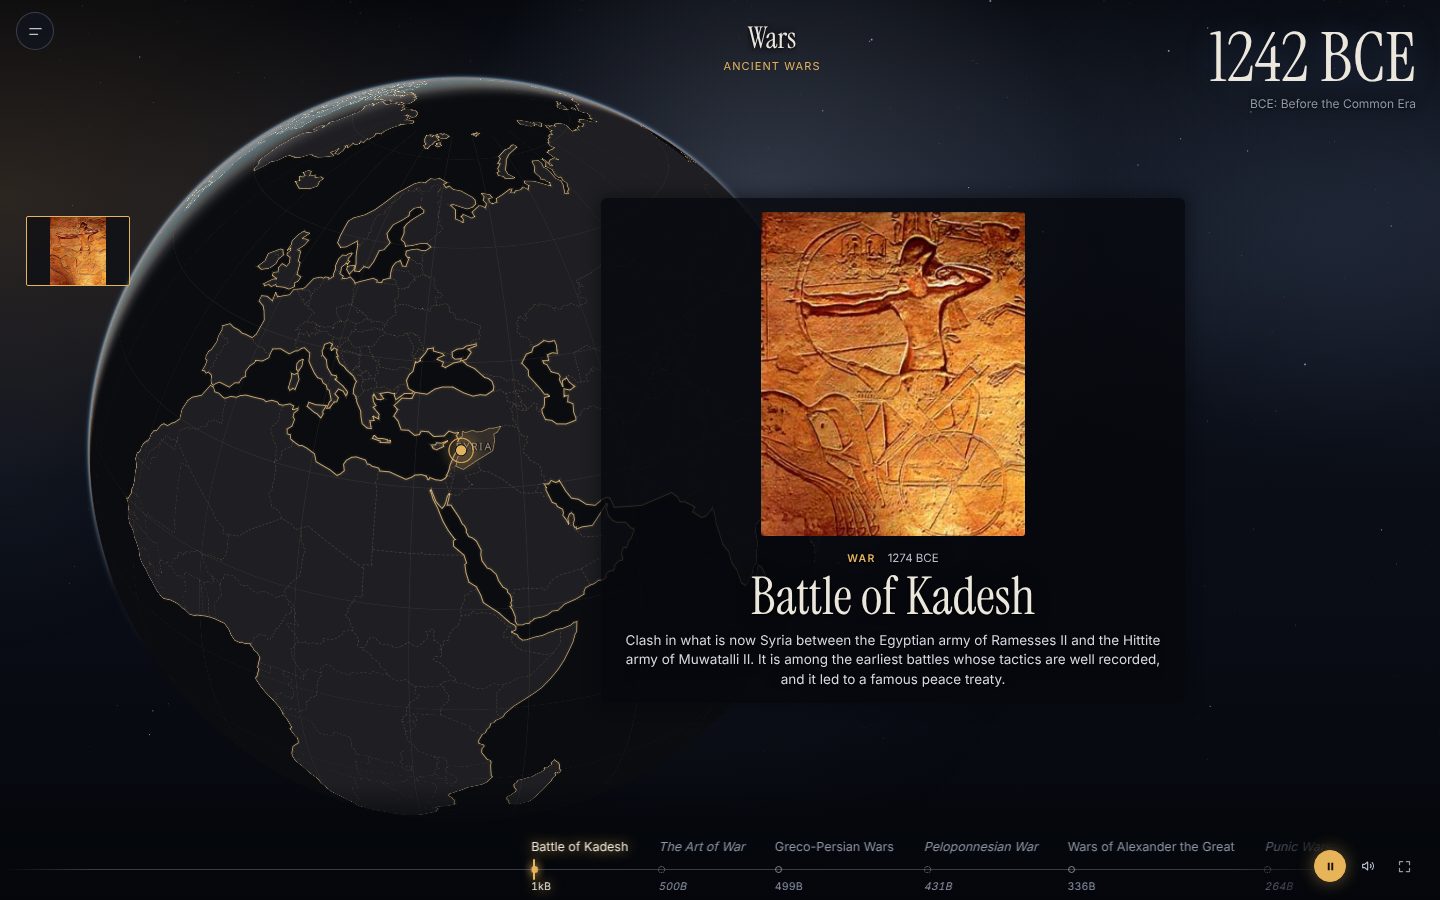 Wars
ANCIENT WARS
1242 BCE
BCE: Before the Common Era
WAR 1274 BCE
Battle of Kadesh
Clash in what is now Syria between the Egyptian army of Ramesses II and the Hittite
army of Muwatalli II. It is among the earliest battles whose tactics are well recorded,
and it led to a famous peace treaty.
Battle of Kadesh
The Art of War
Greco-Persian Wars
Peloponnesian War
Wars of Alexander the Great
Punic
1kB
500B
499B
431B
336B
264B